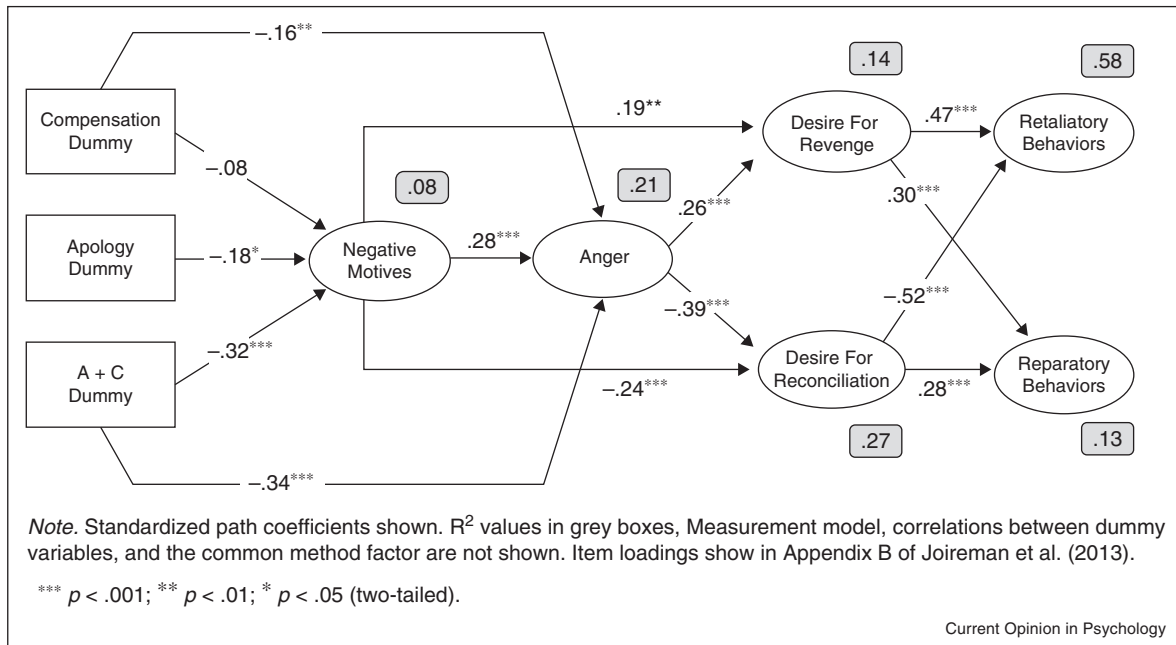 –.16**
.14
.58
Compensation
Dummy
.19**
Desire For
Revenge
.47***
Retaliatory
Behaviors
–.08
.08
.21
.26***
.30***
Apology
Dummy
–.18*
Negative
Motives
.28***
Anger
–.52***
–.39***
A + C
Dummy
–.32***
Desire For
Reconciliation
.28***
Reparatory
Behaviors
–.24***
.27
.13
–.34***
Note. Standardized path coefficients shown. R² values in grey boxes, Measurement model, correlations between dummy
variables, and the common method factor are not shown. Item loadings show in Appendix B of Joireman et al. (2013).
*** p < .001; ** p < .01; * p < .05 (two-tailed).
Current Opinion in Psychology